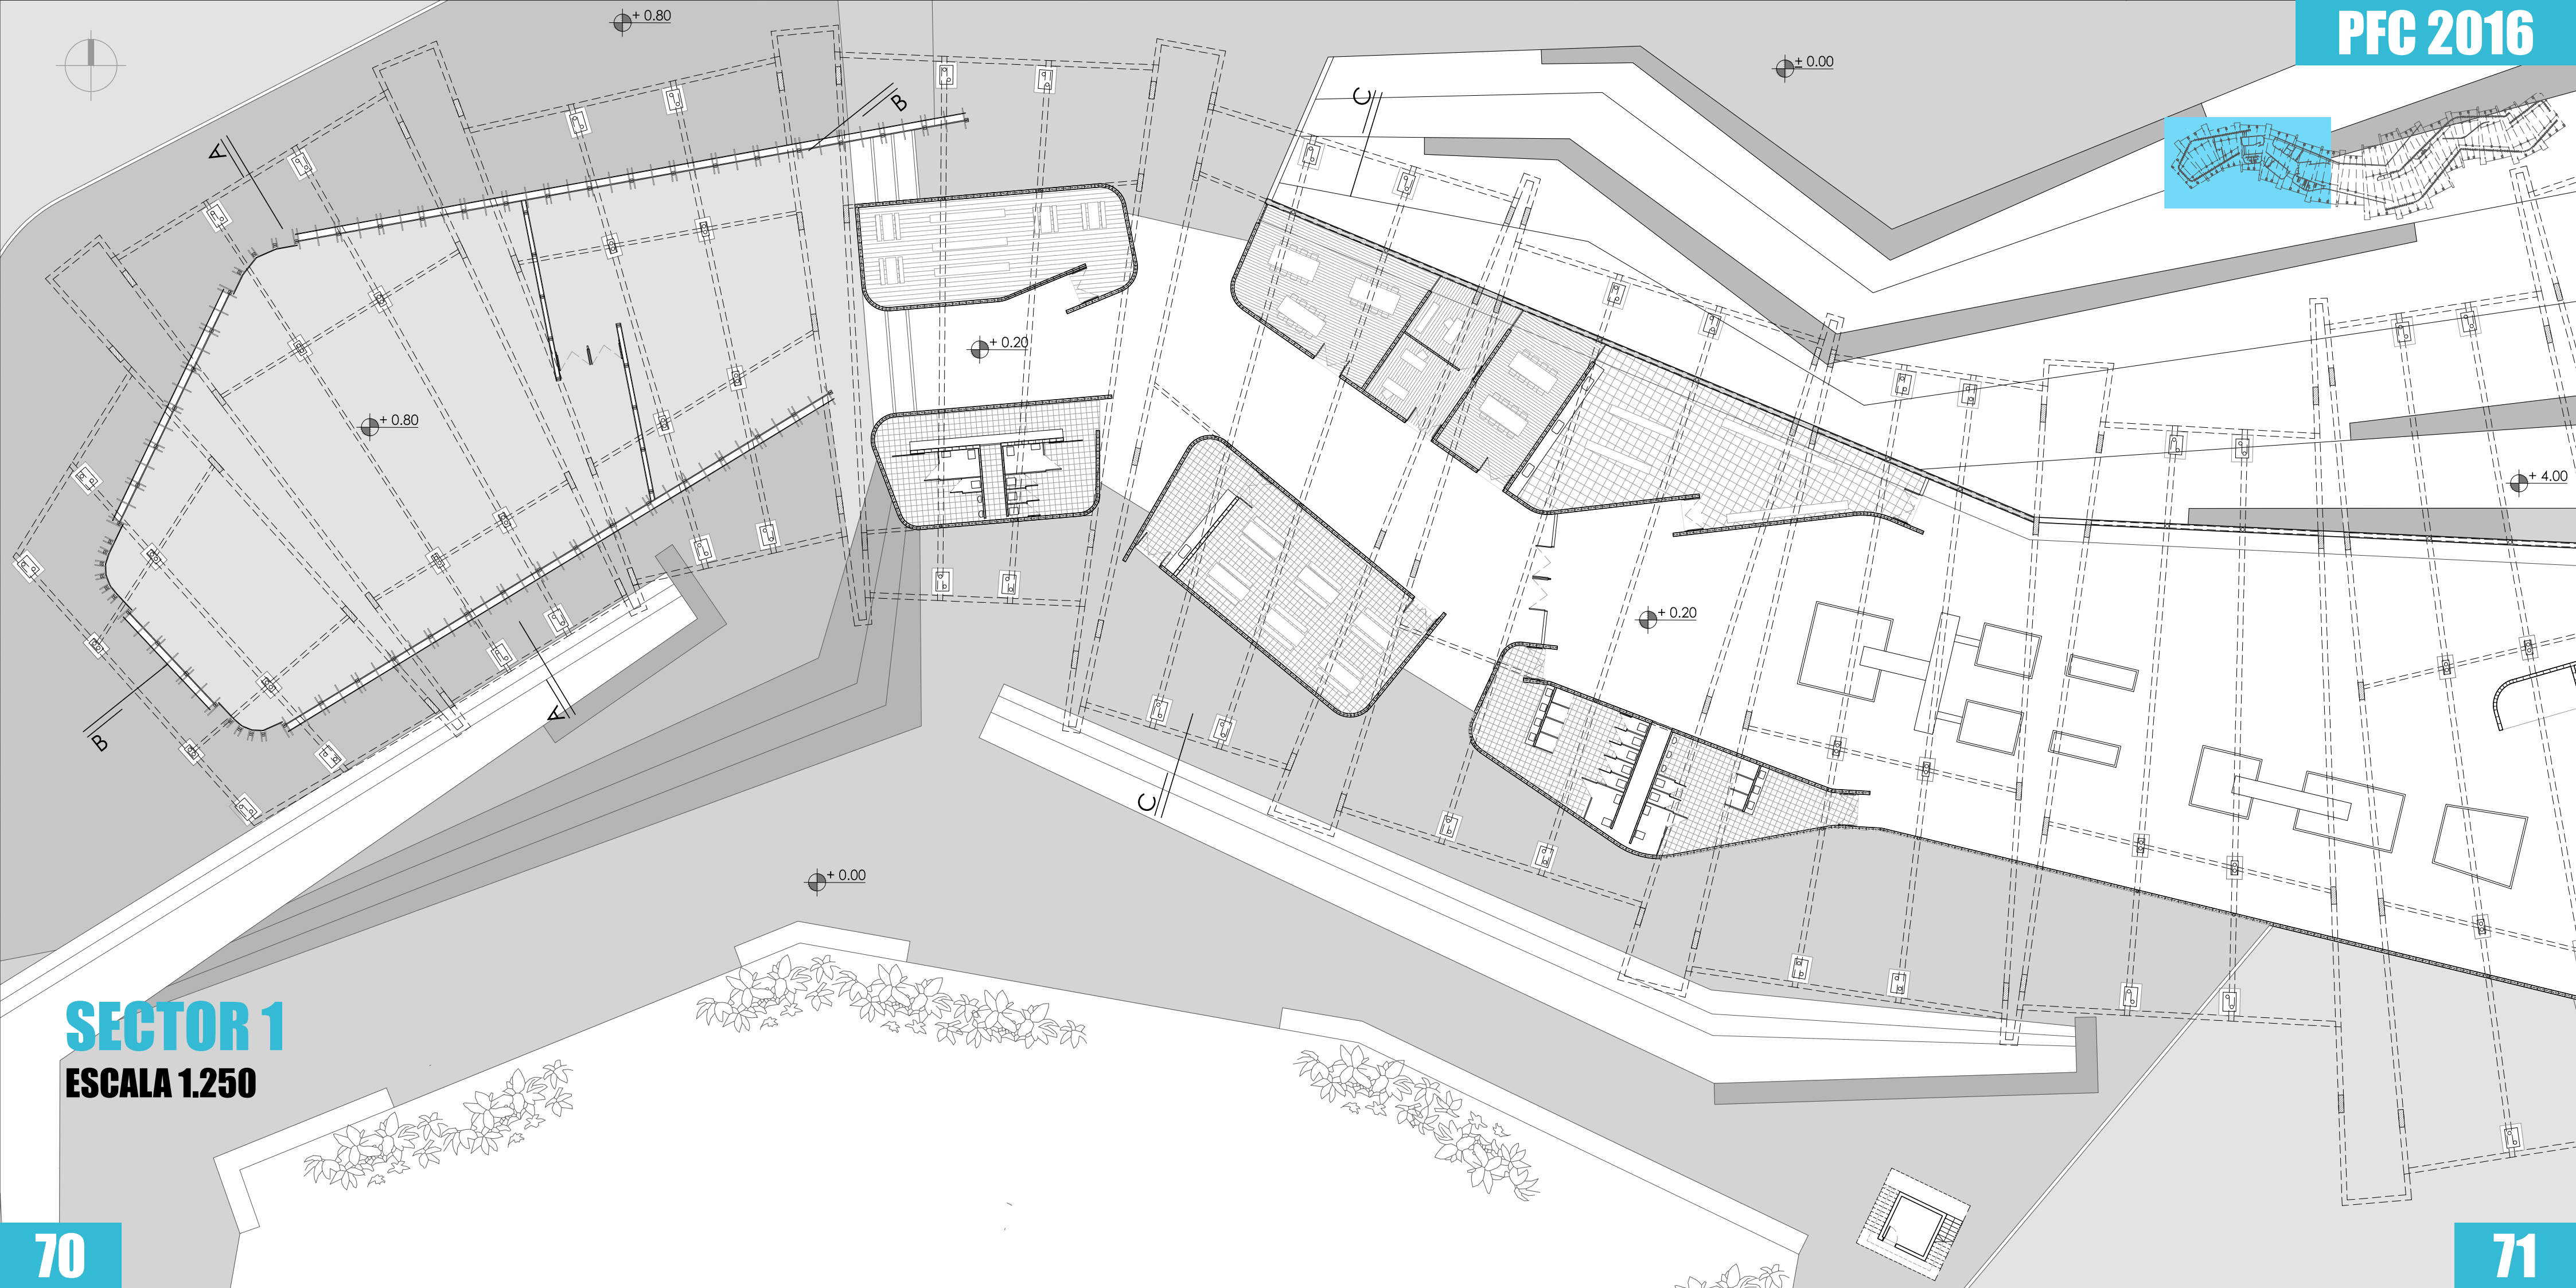 + 0.80
PFC 2016
± 0.00
B
C
A
+ 0.20
+ 0.80
+ 4.00
+ 0.20
A
B
C
+ 0.00
SECTOR 1
ESCALA 1.250
70
71